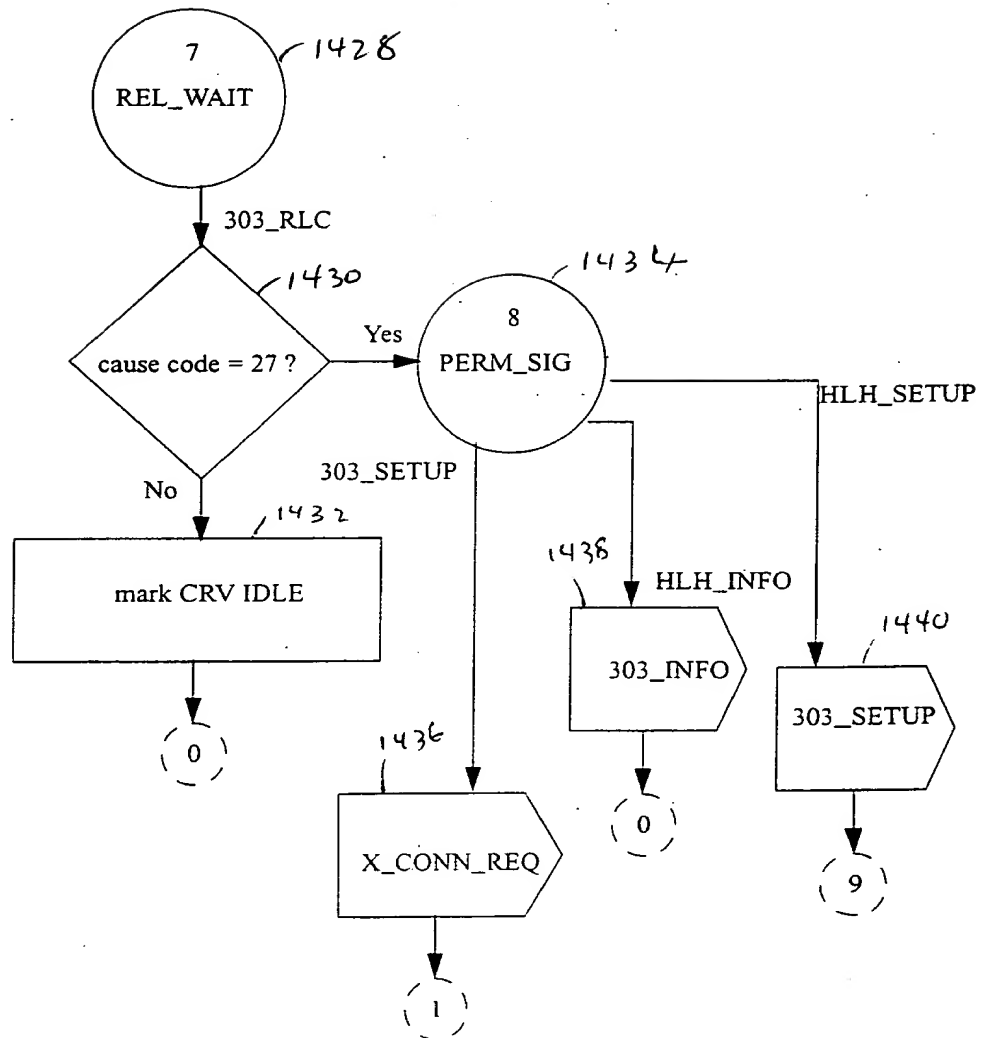 7
REL_WAIT
1428
303_RLC
1430
cause code = 27 ?
Yes
1434
8
PERM_SIG
HLH_SETUP
303_SETUP
No
1432
mark CRV IDLE
0
1438
HLH_INFO
303_INFO
0
1440
303_SETUP
9
1436
X_CONN_REQ
1